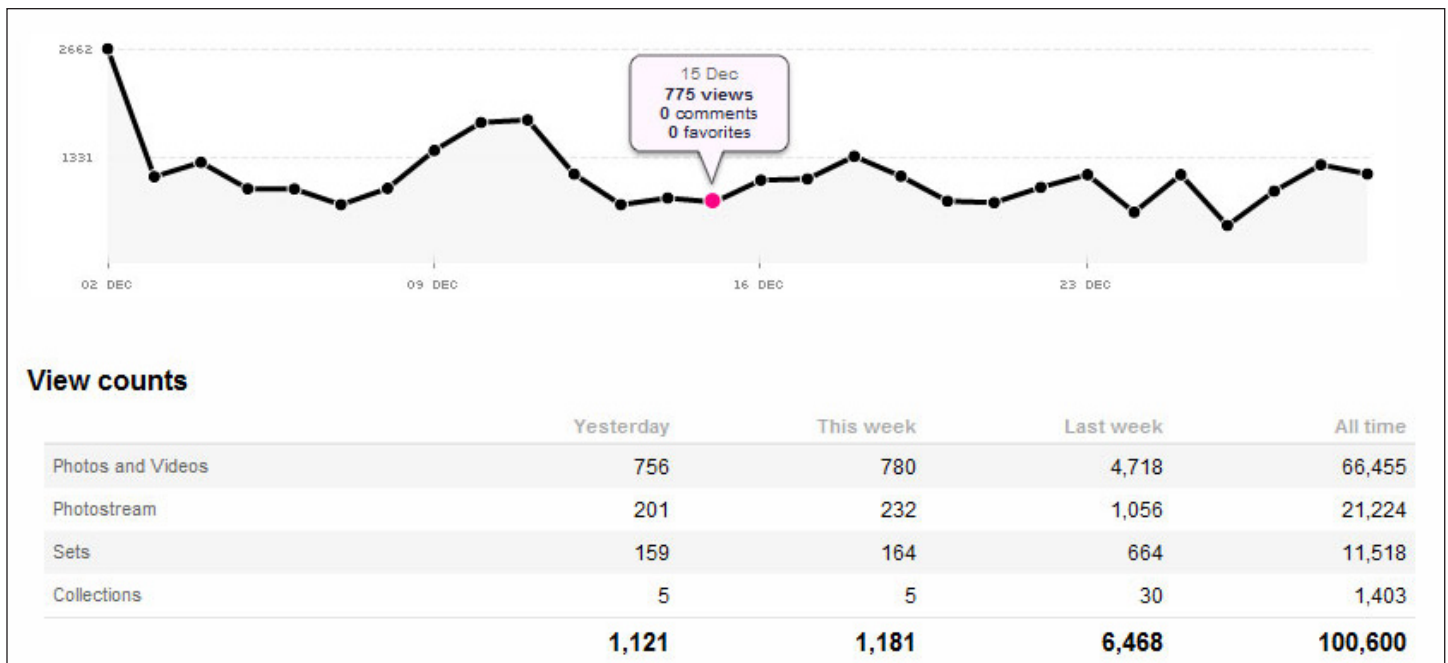 2662
15 Dec
775 views
0 comments
0 favorites
1331
02 DEC 09 DEC 16 DEC 23 DEC
View counts
Yesterday This week Last week All time
Photos and Videos 756 780 4,718 66,455
Photostream 201 232 1,056 21,224
Sets 159 164 664 11,518
Collections 5 5 30 1,403
1,121 1,181 6,468 100,600